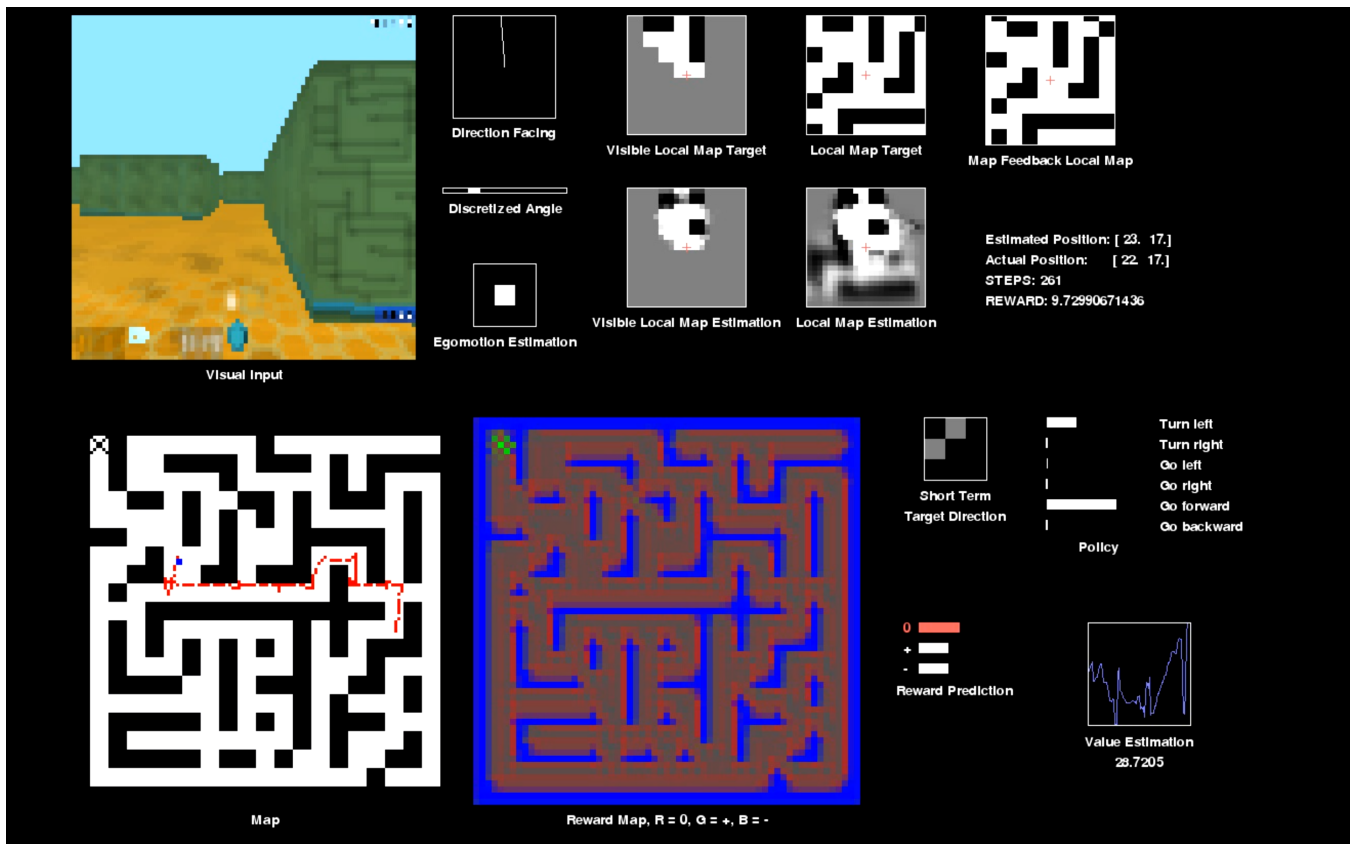 Direction Facing
Visible Local Map Target
Local Map Target
Map Feedback Local Map
Discretized Angle
Estimated Position: [ 23. 17.]
Actual Position: [ 22. 17.]
STEPS: 261
REWARD: 9.72990671436
Visible Local Map Estimation
Local Map Estimation
Egomotion Estimation
Visual Input
Turn left
Turn right
Go left
Go right
Go forward
Go backward
Short Term
Target Direction
Policy
0
+
-
Reward Prediction
Value Estimation
28.7205
Map
Reward Map, R = 0, G = +, B = -